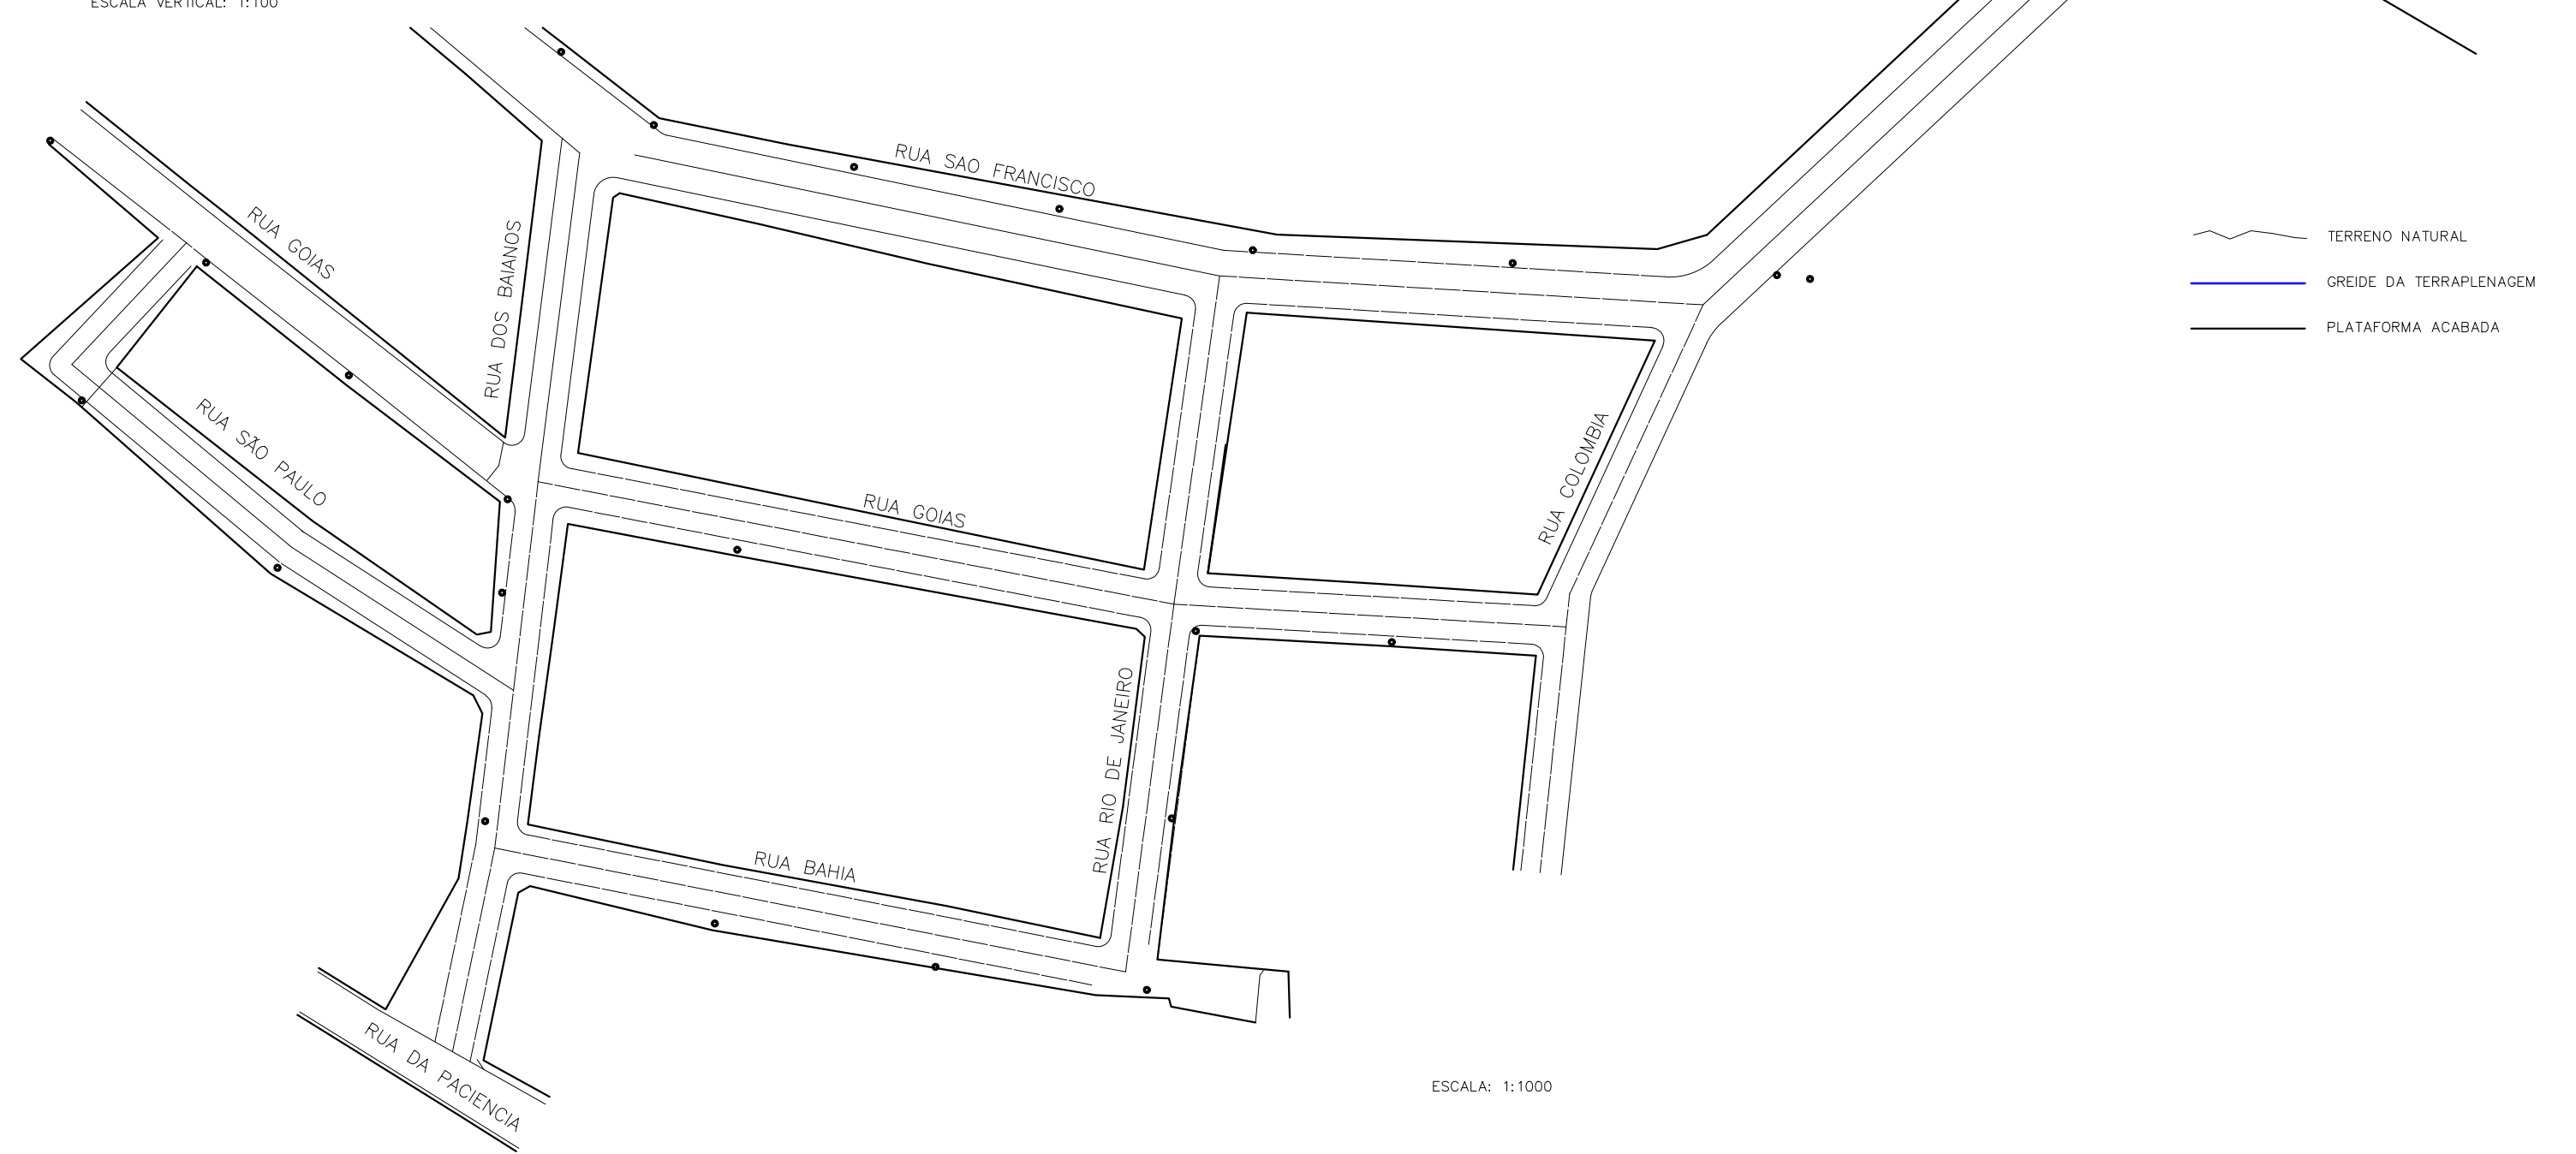 ESCALA VERTICAL: 1:100
RUA SAO FRANCISCO
RUA GOIAS
RUA DOS BAIANOS
TERRENO NATURAL
GREIDE DA TERRAPLENAGEM
PLATAFORMA ACABADA
RUA SÃO PAULO
RUA GOIAS
RUA COLOMBIA
RUA RIO DE JANEIRO
RUA BAHIA
RUA DA PACIENCIA
ESCALA: 1:1000